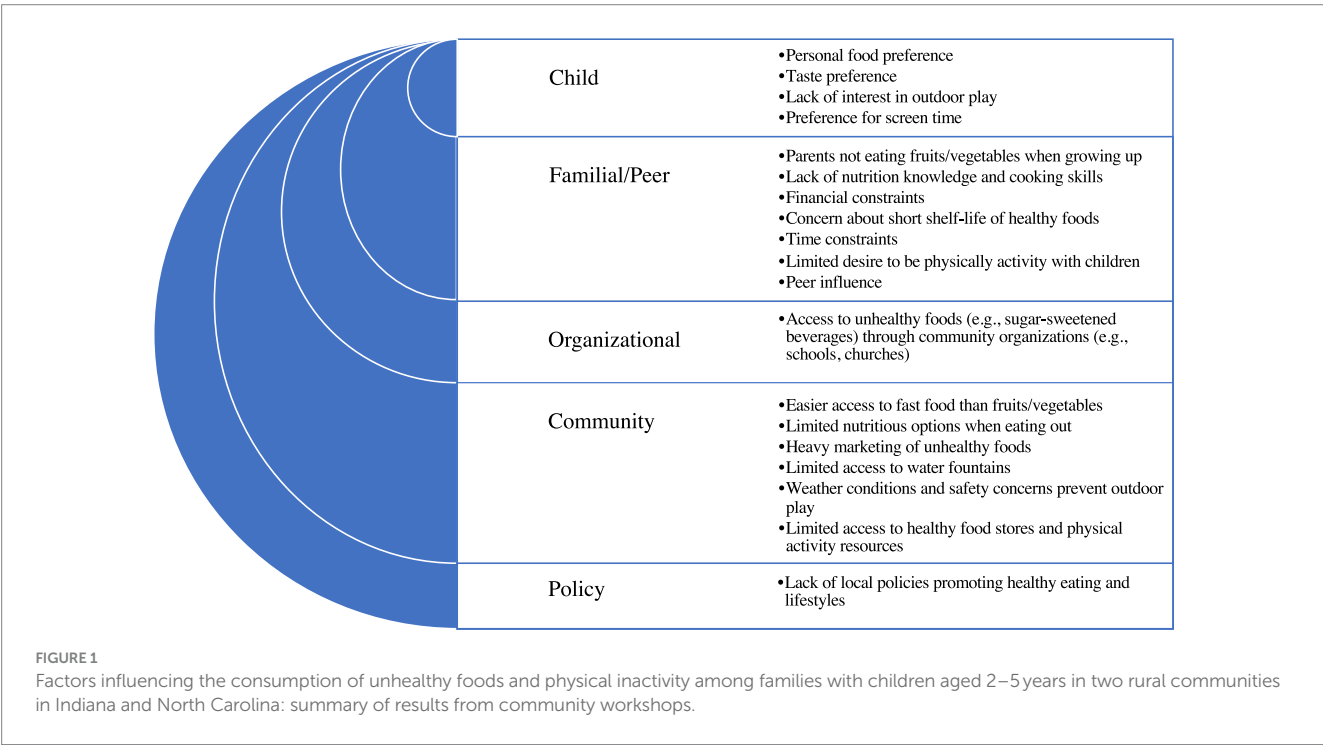 Child
•Personal food preference
•Taste preference
•Lack of interest in outdoor play
•Preference for screen time
Familial/Peer
•Parents not eating fruits/vegetables when growing up
•Lack of nutrition knowledge and cooking skills
•Financial constraints
•Concern about short shelf-life of healthy foods
•Time constraints
•Limited desire to be physically activity with children
•Peer influence
Organizational
•Access to unhealthy foods (e.g., sugar-sweetened
beverages) through community organizations (e.g.,
schools, churches)
Community
•Easier access to fast food than fruits/vegetables
•Limited nutritious options when eating out
•Heavy marketing of unhealthy foods
•Limited access to water fountains
•Weather conditions and safety concerns prevent outdoor
play
•Limited access to healthy food stores and physical
activity resources
Policy
•Lack of local policies promoting healthy eating and
lifestyles
FIGURE 1
Factors influencing the consumption of unhealthy foods and physical inactivity among families with children aged 2–5 years in two rural communities
in Indiana and North Carolina: summary of results from community workshops.